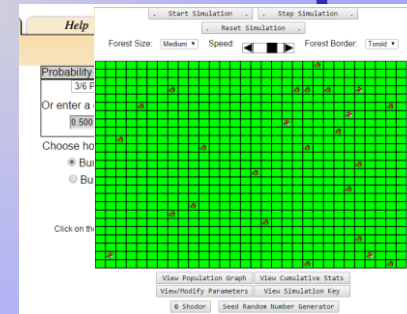 Help
. Start Simulation . . Step Simulation .
. Reset Simulation .
Forest Size: Medium Speed: Forest Border: Toroid
Probability
3/6 P
Or enter a
0.500
Choose ho
Bu
Bu
Click on the
View Population Graph View Cumulative Stats
View/Modify Parameters View Simulation Key
© Shodor Seed Random Number Generator